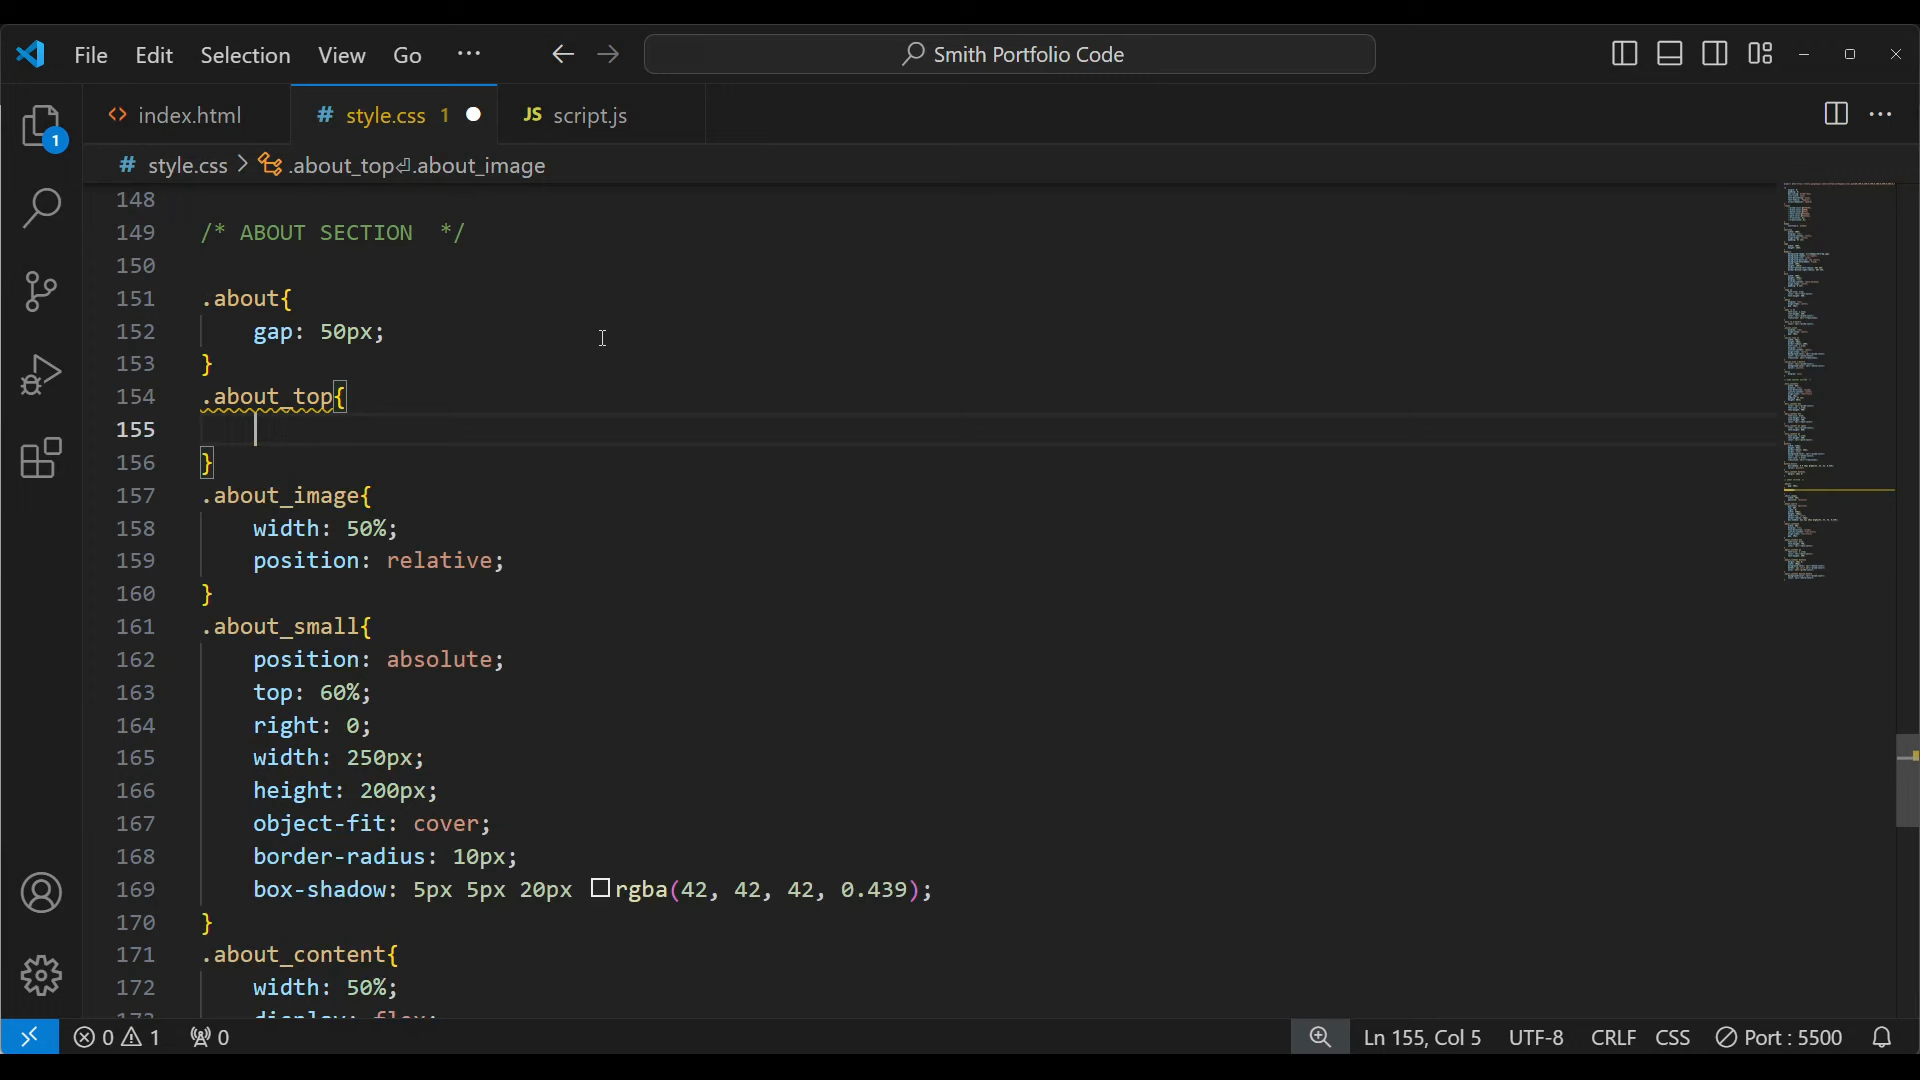 File Edit Selection View Go ··· Smith Portfolio Code
1
index.html # style.css 1 JS script.js
# style.css > .about_top⏎.about_image
148
149 /* ABOUT SECTION  */
150
151 .about{
152     gap: 50px;
153 }
154 .about_top{
155
156 }
157 .about_image{
158     width: 50%;
159     position: relative;
160 }
161 .about_small{
162     position: absolute;
163     top: 60%;
164     right: 0;
165     width: 250px;
166     height: 200px;
167     object-fit: cover;
168     border-radius: 10px;
169     box-shadow: 5px 5px 20px rgba(42, 42, 42, 0.439);
170 }
171 .about_content{
172     width: 50%;
173     display: flex;
0 1 0 Ln 155, Col 5 UTF-8 CRLF CSS Port : 5500